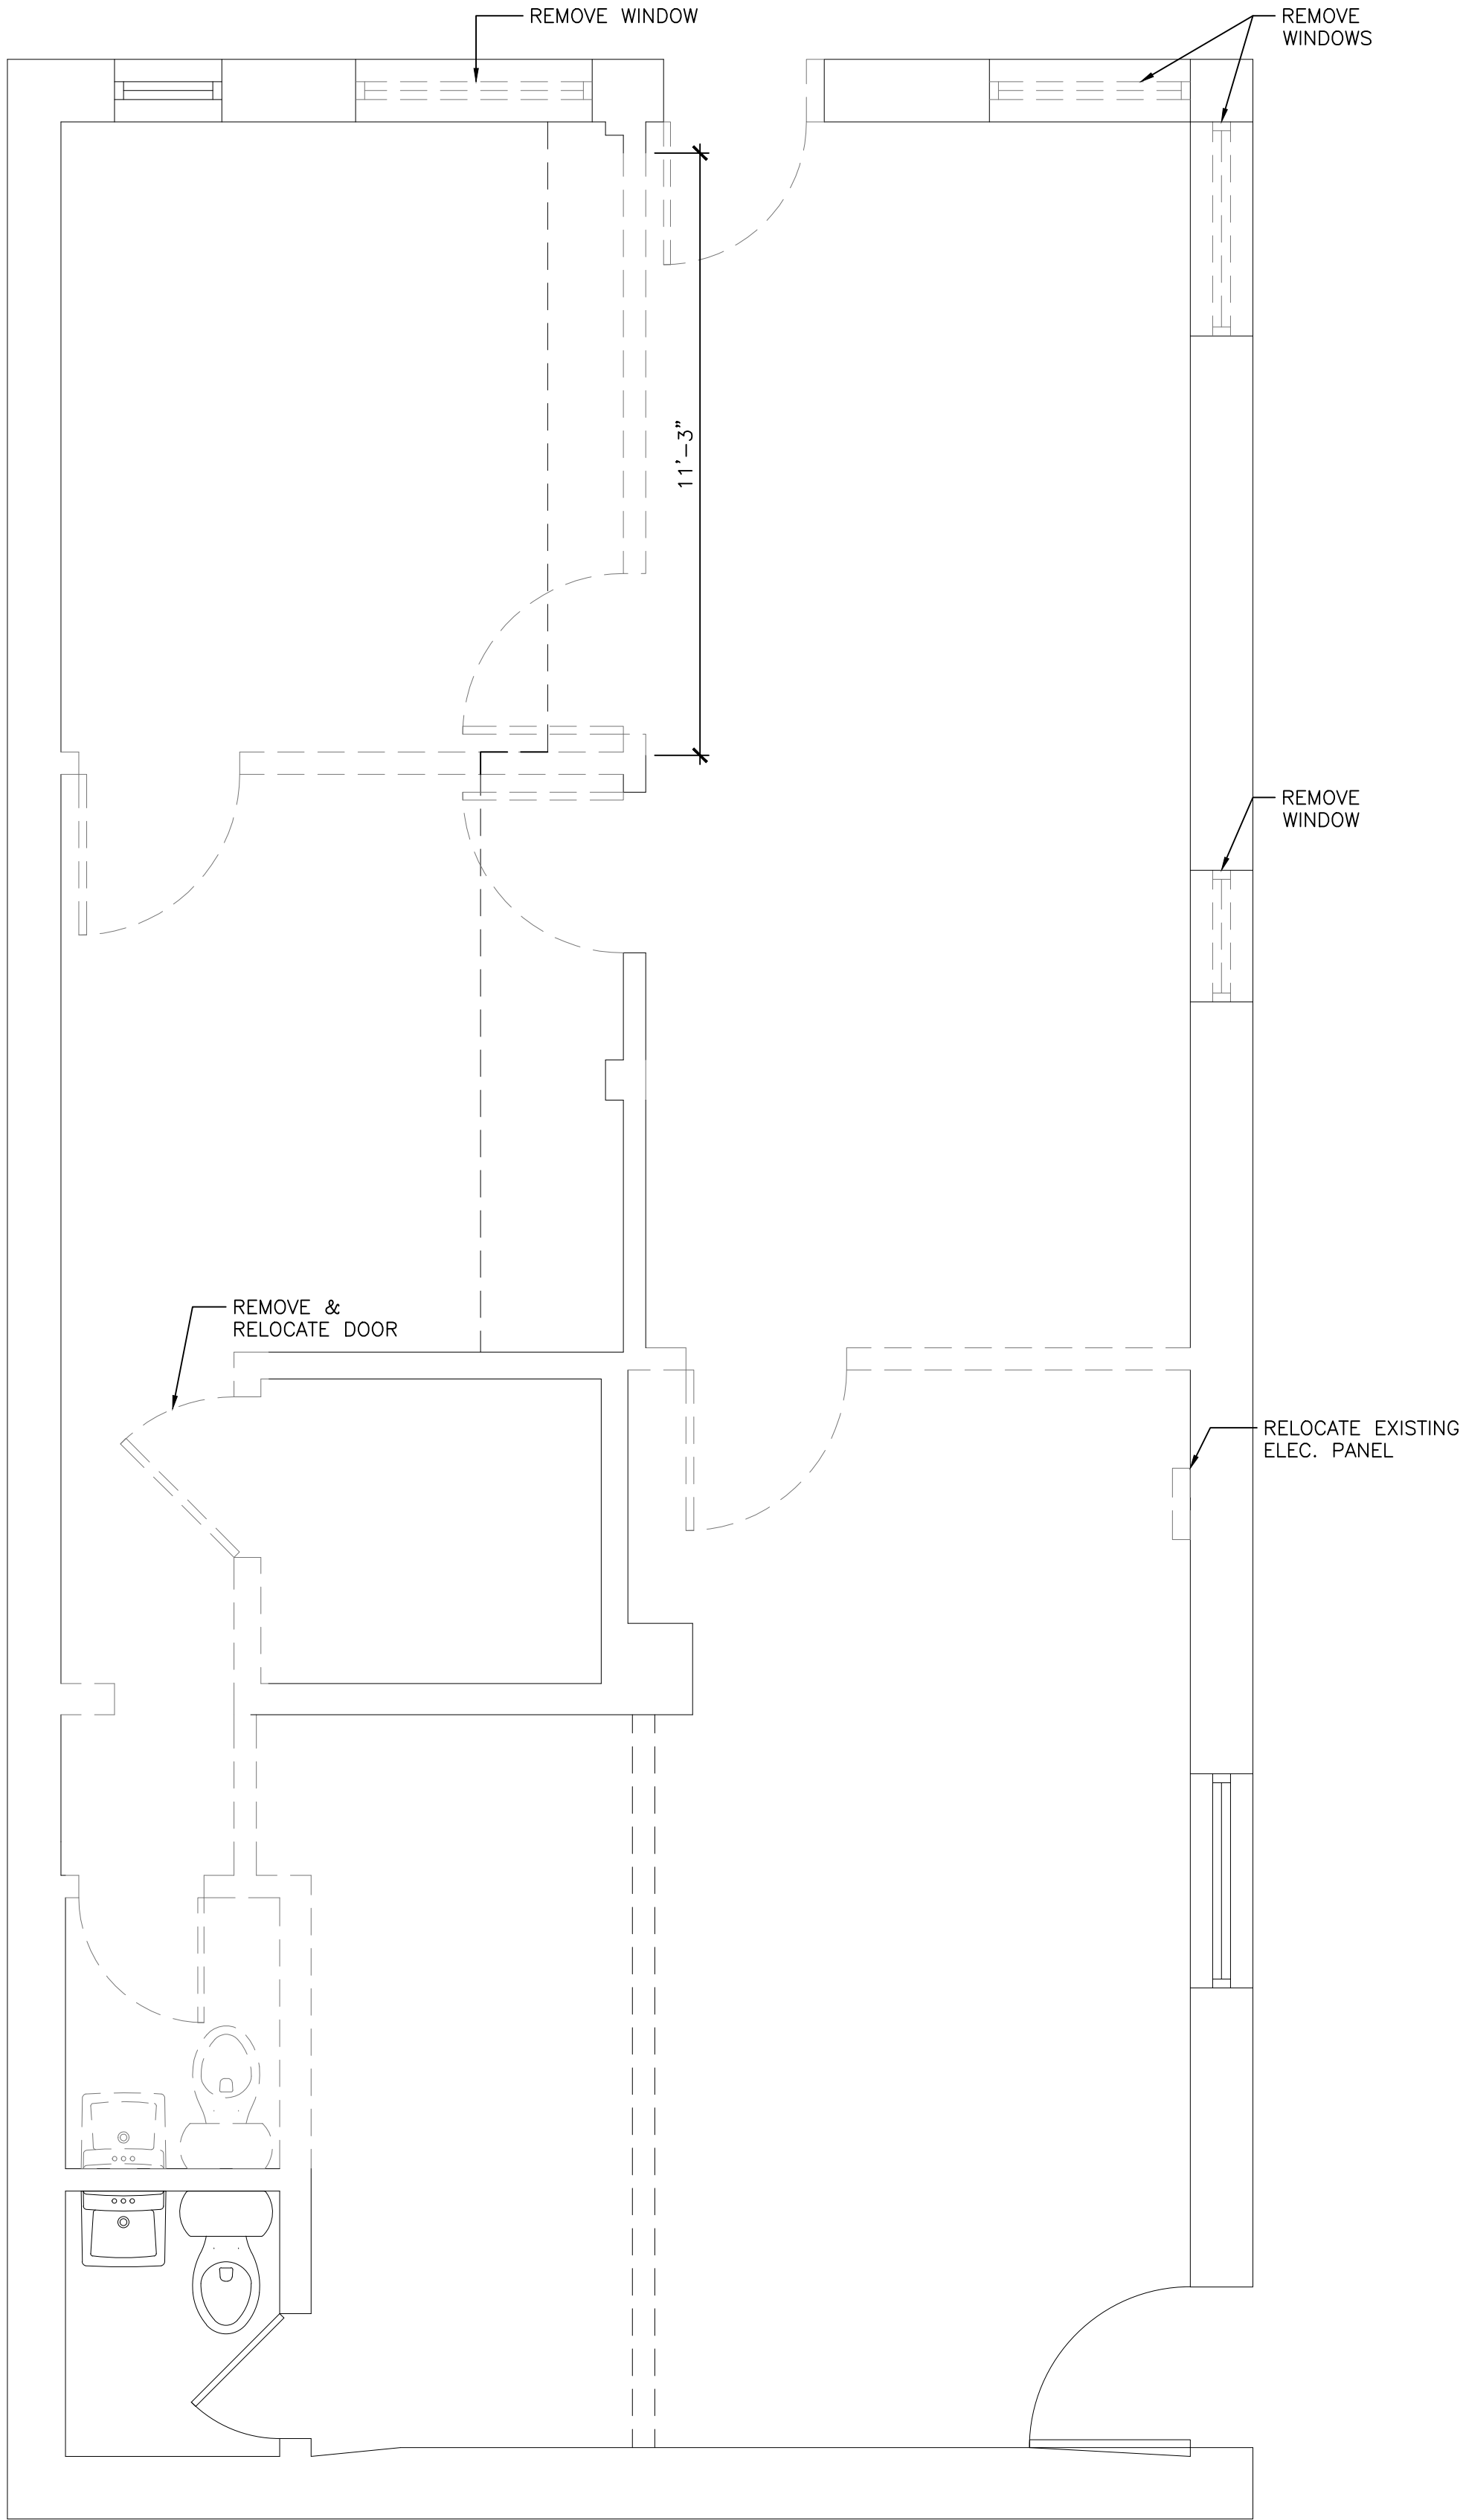 REMOVE WINDOW
REMOVE
WINDOWS
11'-3"
REMOVE
WINDOW
REMOVE &
RELOCATE DOOR
RELOCATE EXISTING
ELEC. PANEL